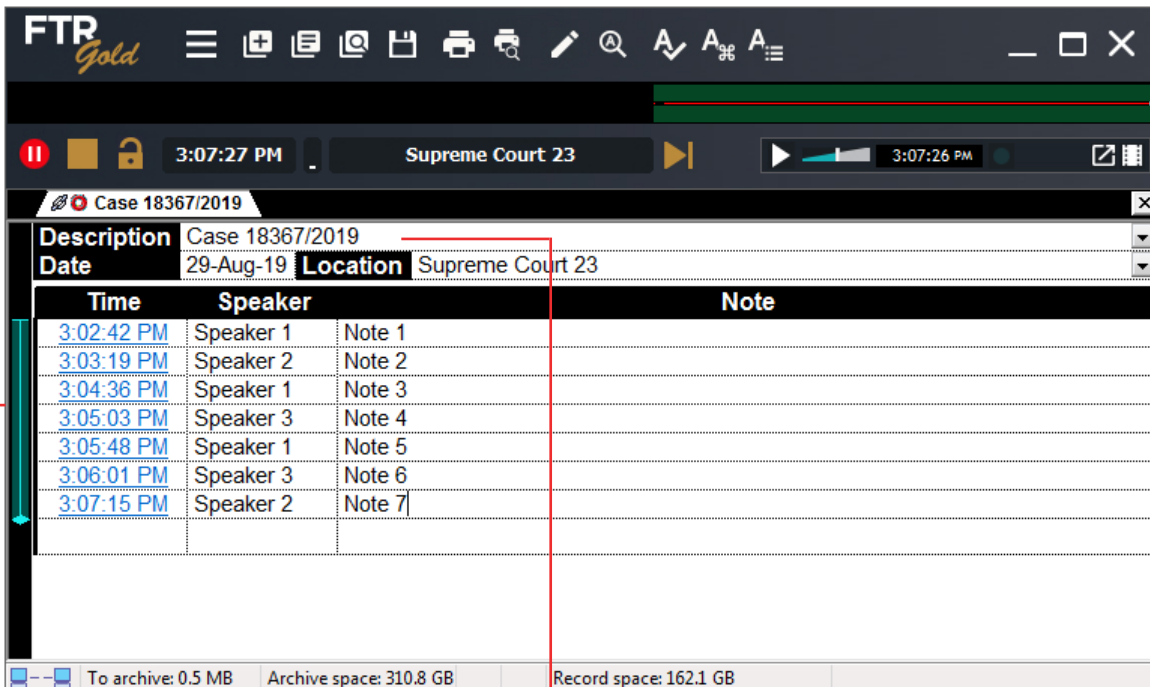 FTR
Gold
3:07:27 PM Supreme Court 23 3:07:26 PM
Case 18367/2019
Description Case 18367/2019
Date 29-Aug-19 Location Supreme Court 23
Time Speaker Note
3:02:42 PM Speaker 1 Note 1
3:03:19 PM Speaker 2 Note 2
3:04:36 PM Speaker 1 Note 3
3:05:03 PM Speaker 3 Note 4
3:05:48 PM Speaker 1 Note 5
3:06:01 PM Speaker 3 Note 6
3:07:15 PM Speaker 2 Note 7
To archive: 0.5 MB Archive space: 310.8 GB Record space: 162.1 GB